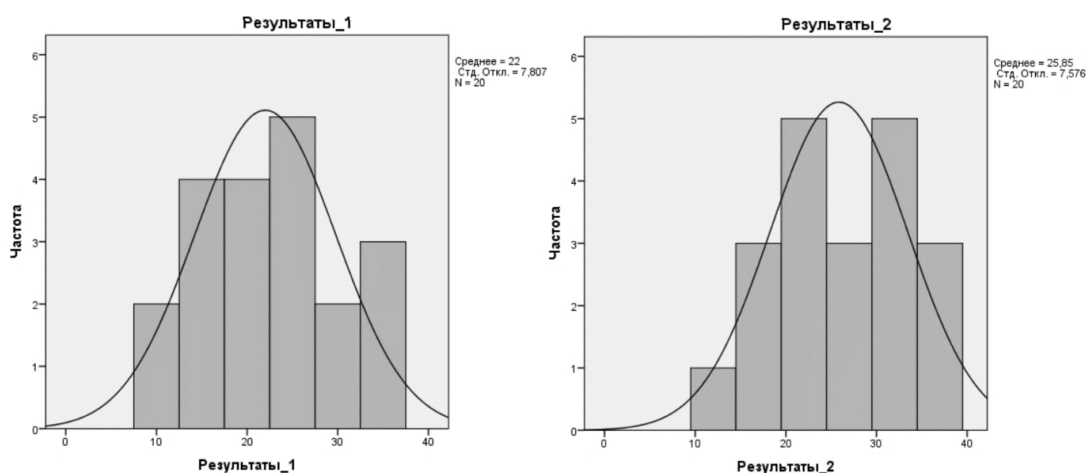 Результаты_1
Среднее = 22
Стд. Откл. = 7,807
N = 20
Частота
6
5
4
3
2
1
0
0 10 20 30 40
Результаты_1
Результаты_2
Среднее = 25,85
Стд. Откл. = 7,576
N = 20
Частота
6
5
4
3
2
1
0
0 10 20 30 40
Результаты_2